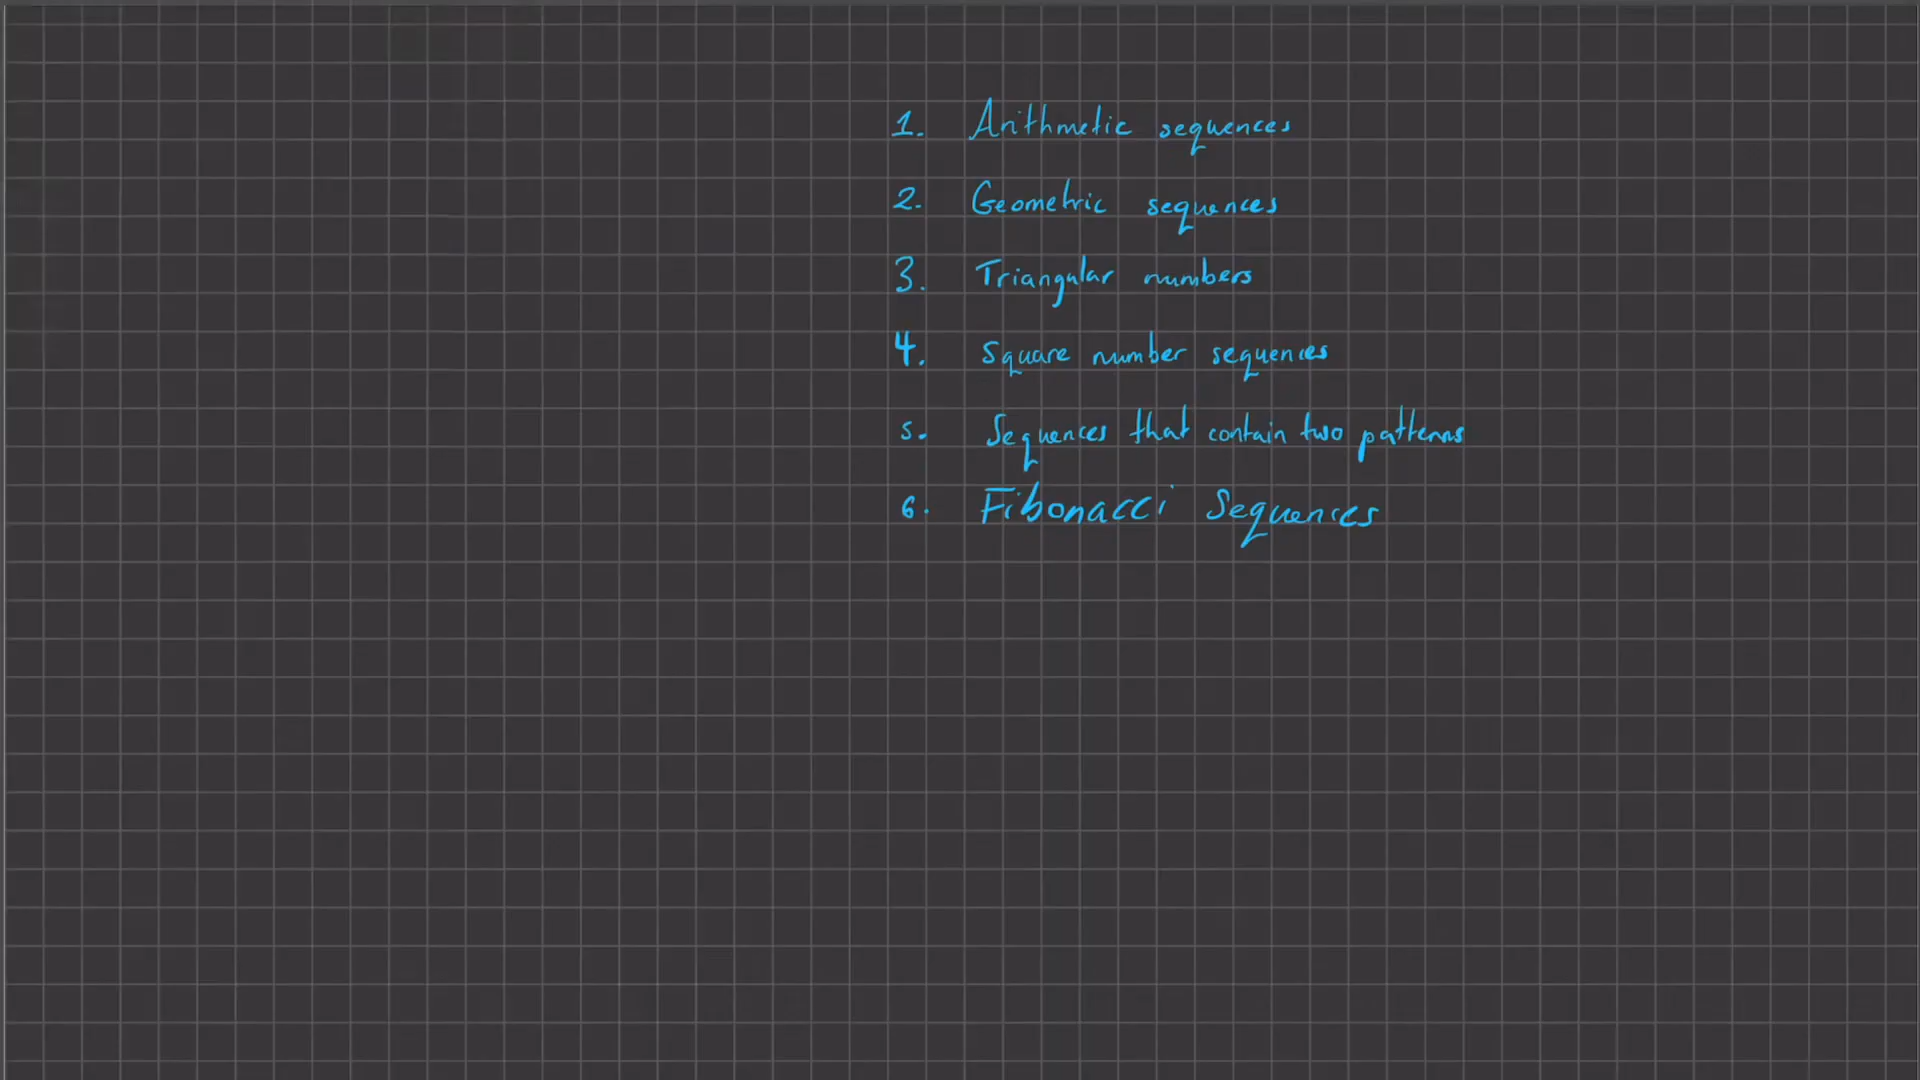 1. Arithmetic sequences
2. Geometric sequences
3. Triangular numbers
4. Square number sequences
5. Sequences that contain two patterns
6. Fibonacci Sequences